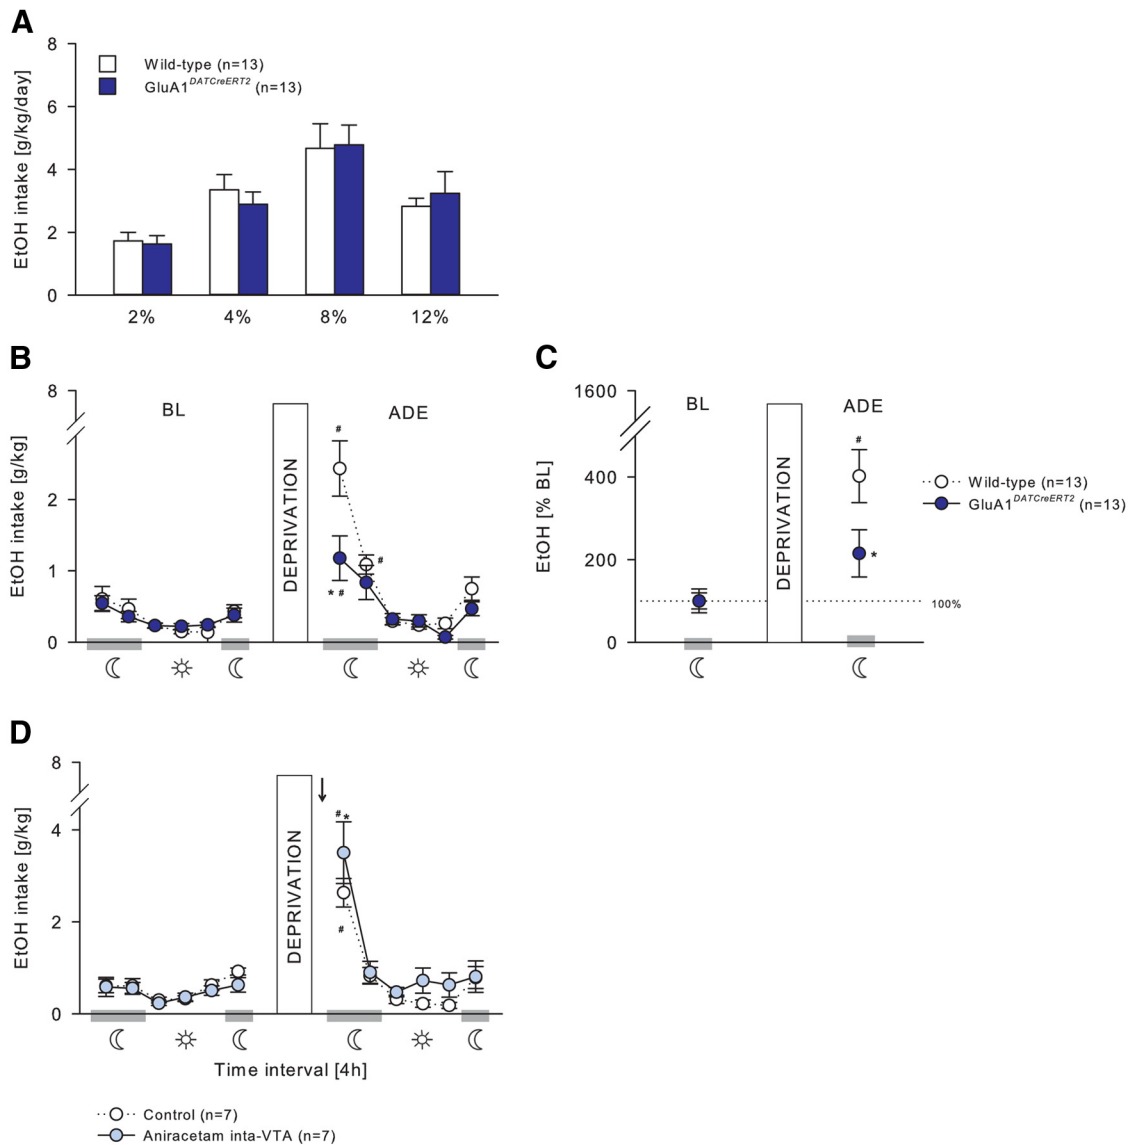 A
EtOH intake [g/kg/day]
8
6
4
2
0
Wild-type (n=13)
GluA1DATCreERT2 (n=13)
2% 4% 8% 12%
B
EtOH intake [g/kg]
8
2
1
0
BL
DEPRIVATION
ADE
#
* #
#
C
EtOH [% BL]
1600
400
200
0
BL
DEPRIVATION
ADE
#
*
100%
Wild-type (n=13)
GluA1DATCreERT2 (n=13)
D
EtOH intake [g/kg]
8
4
2
0
DEPRIVATION
# *
#
Time interval [4h]
Control (n=7)
Aniracetam inta-VTA (n=7)